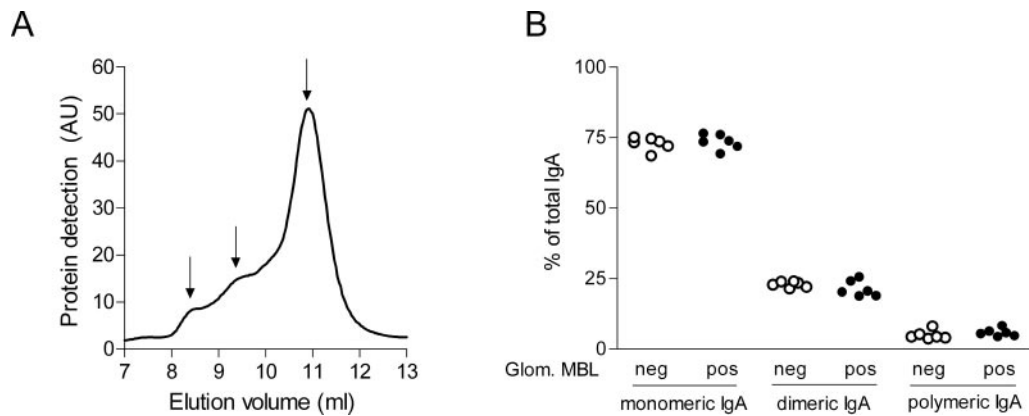 A
Protein detection (AU)
60
50
40
30
20
10
0
7 8 9 10 11 12 13
Elution volume (ml)
B
% of total IgA
100
75
50
25
0
Glom. MBL neg pos neg pos neg pos
monomeric IgA dimeric IgA polymeric IgA